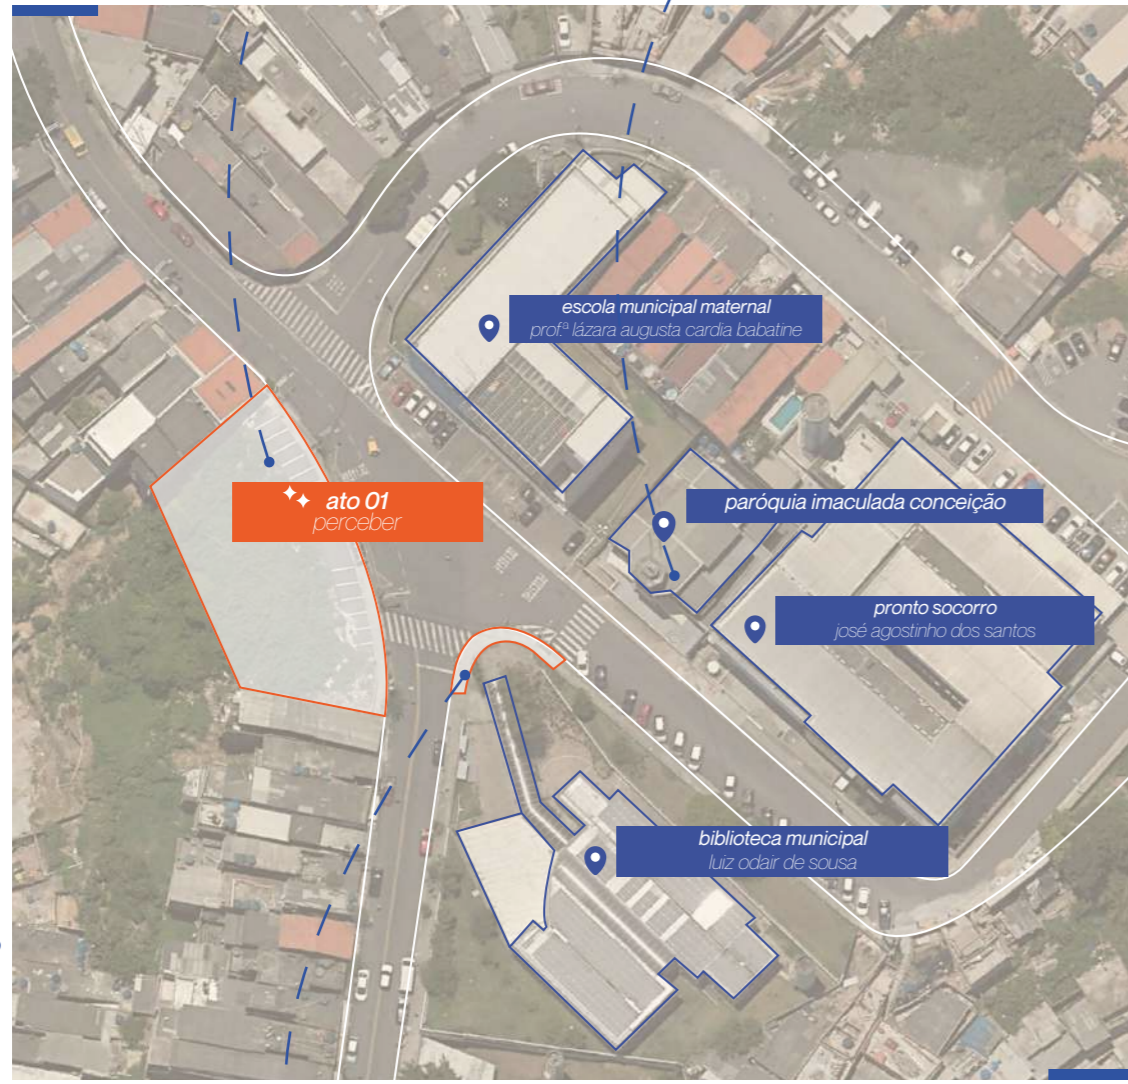 escola municipal maternal
profª lázara augusta cardia babatine
ato 01
perceber
paróquia imaculada conceição
pronto socorro
josé agostinho dos santos
biblioteca municipal
luiz odair de sousa